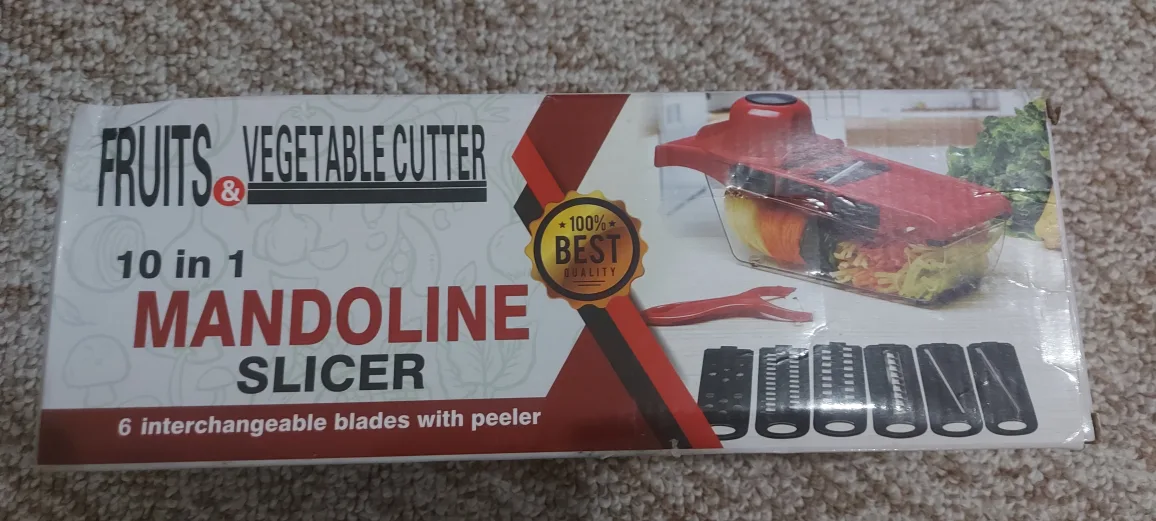 FRUITS & VEGETABLE CUTTER
10 in 1
MANDOLINE
SLICER
6 interchangeable blades with peeler
100%
BEST
QUALITY